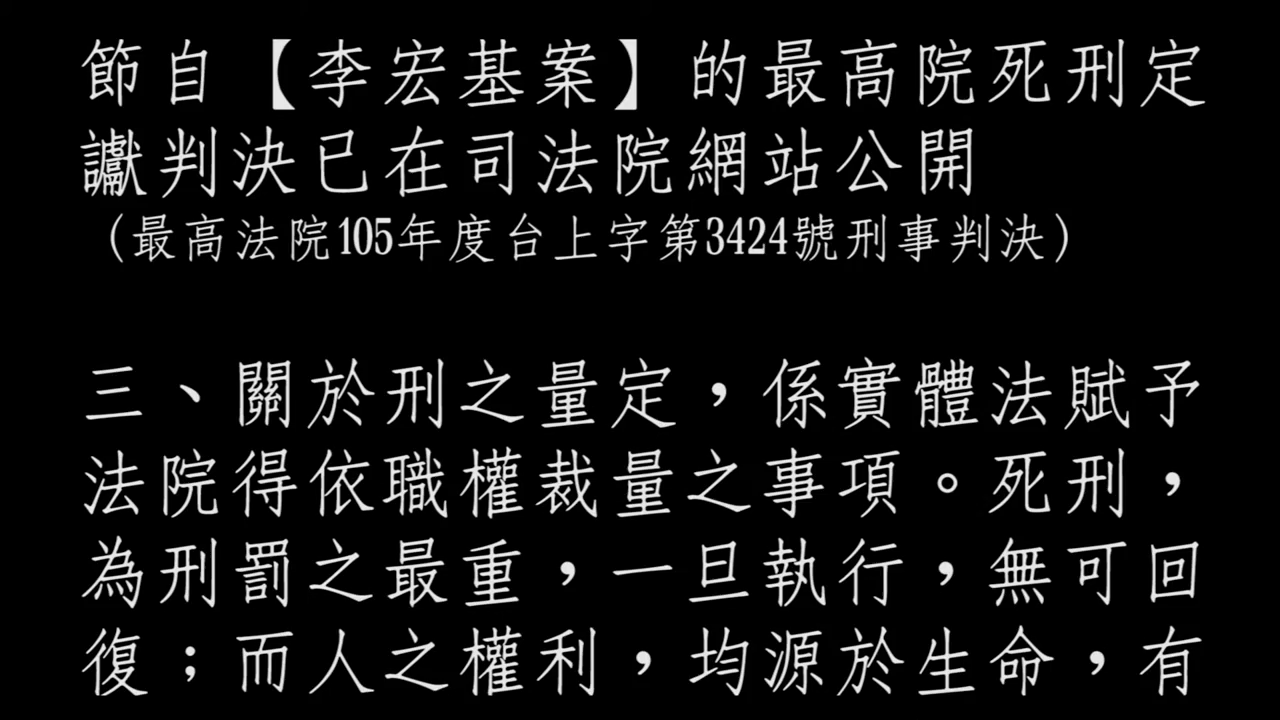 節自【李宏基案】的最高院死刑定
讞判決已在司法院網站公開
（最高法院105年度台上字第3424號刑事判決）
三、關於刑之量定，係實體法賦予
法院得依職權裁量之事項。死刑，
為刑罰之最重，一旦執行，無可回
復；而人之權利，均源於生命，有